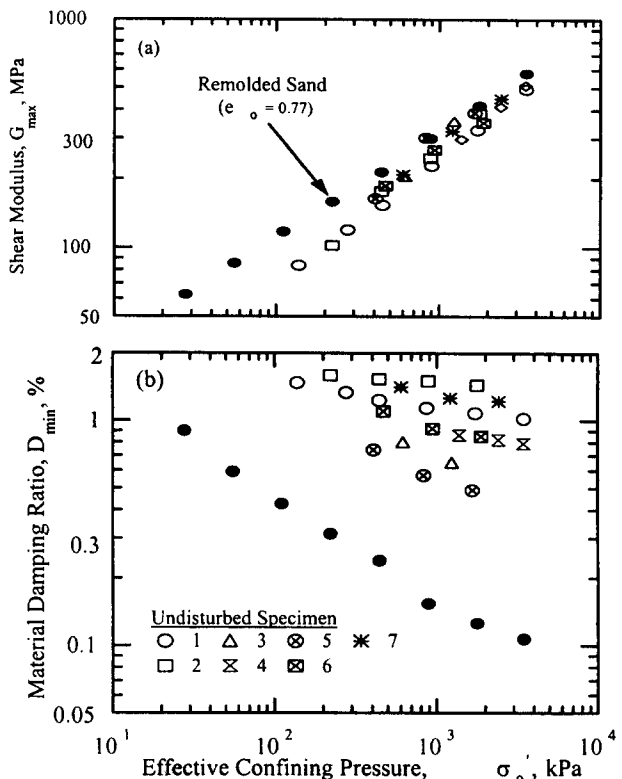 1000
(a)
Remolded Sand
(e o = 0.77)
Shear Modulus, G max, MPa
300
100
50
2
(b)
Material Damping Ratio, D min, %
1
0.3
0.1
0.05
Undisturbed Specimen
1 3 5 7
2 4 6
10 1 10 2 10 3 10 4
Effective Confining Pressure, σ o ', kPa